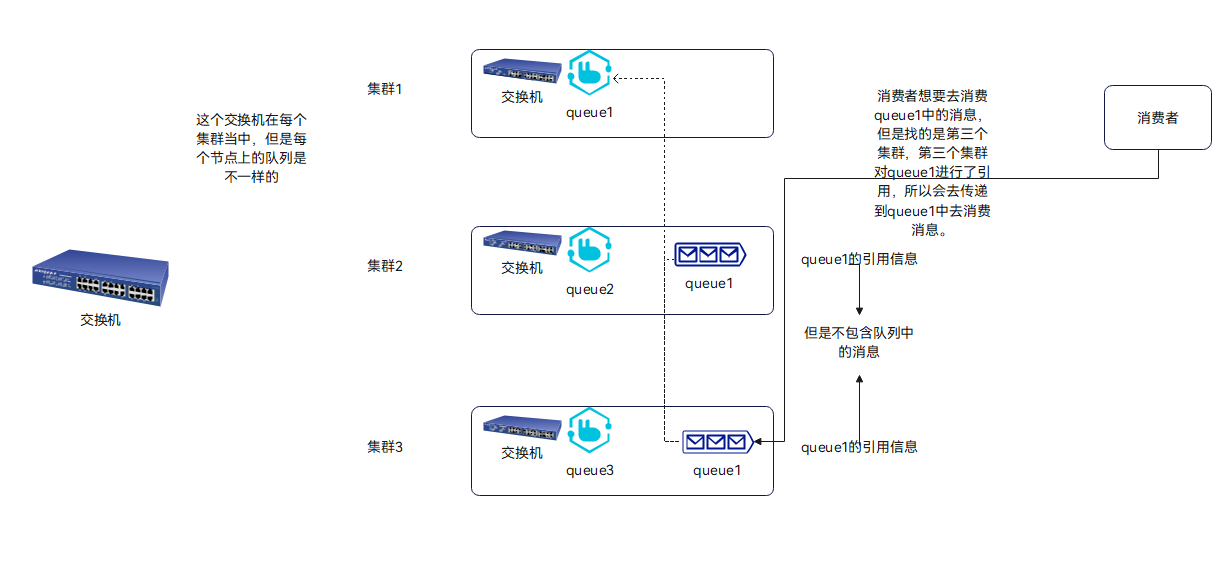 集群1
交换机
queue1
这个交换机在每个
集群当中，但是每
个节点上的队列是
不一样的
消费者想要去消费
queue1中的消息，
但是找的是第三个
集群，第三个集群
对queue1进行了引
用，所以会去传递
到queue1中去消费
消息。
消费者
集群2
交换机
queue2
queue1
queue1的引用信息
交换机
但是不包含队列中
的消息
集群3
交换机
queue3
queue1
queue1的引用信息